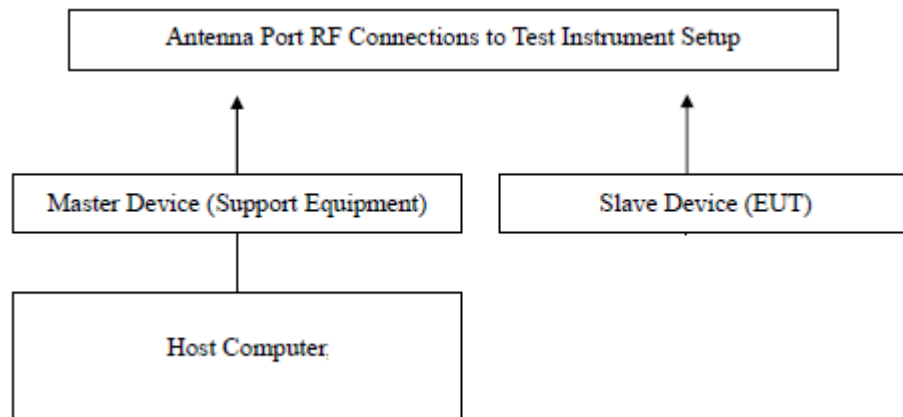 Antenna Port RF Connections to Test Instrument Setup
Master Device (Support Equipment)
Slave Device (EUT)
Host Computer